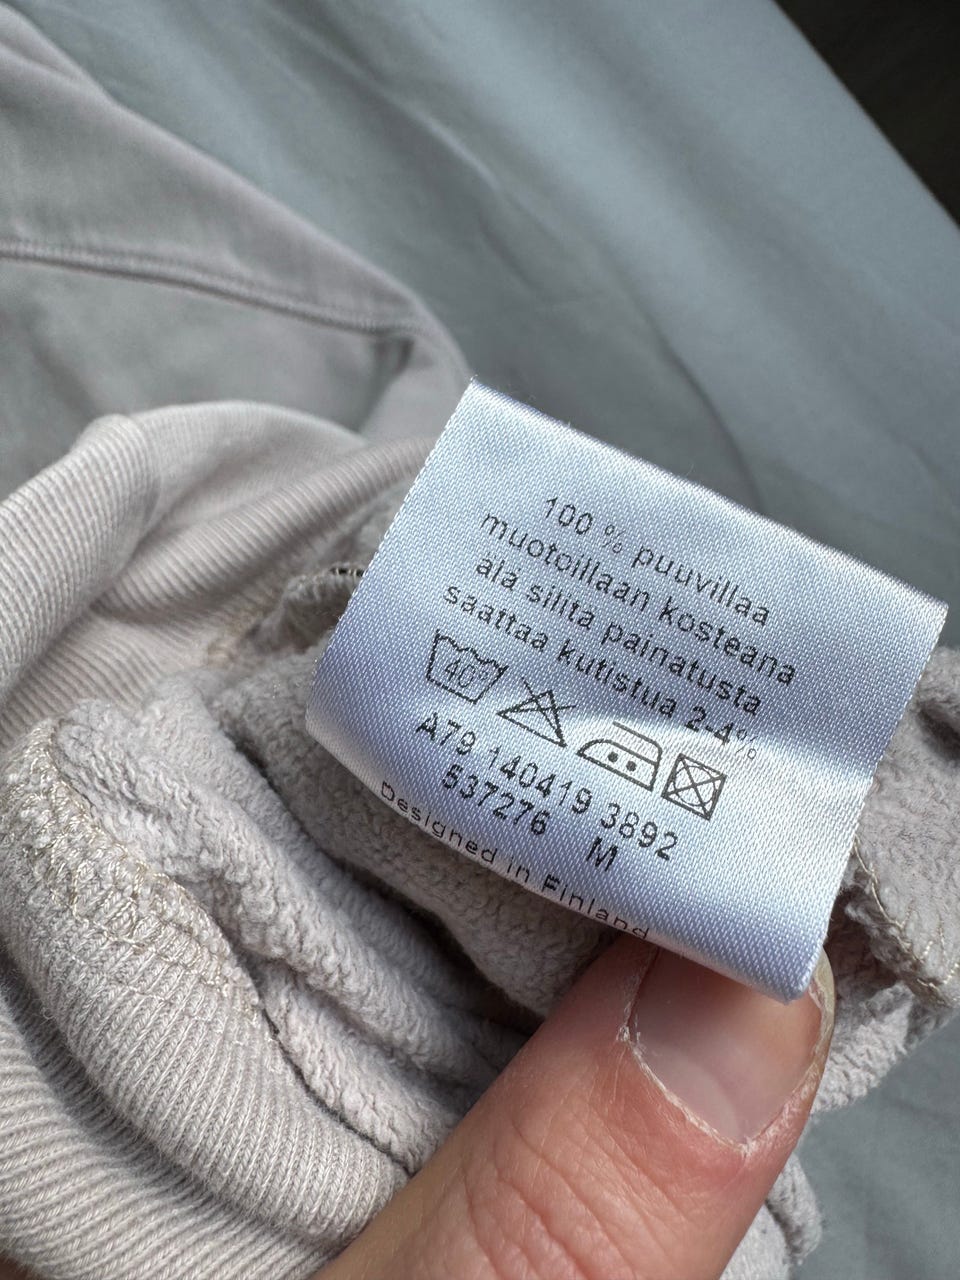 100 % puuvillaa
muotoillaan kosteana
älä silitä painatusta
saattaa kutistua 2-4%
40°
A79 140419 3892
537276 M
Designed in Finland